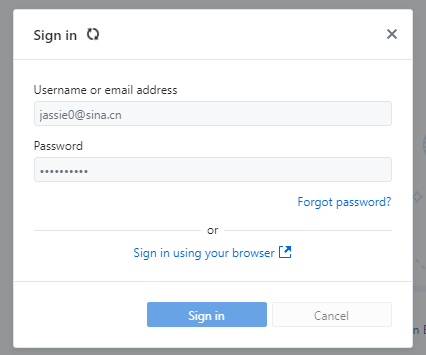 Sign in
Username or email address
jassie0@sina.cn
Password
••••••••••
Forgot password?
or
Sign in using your browser
Sign in Cancel